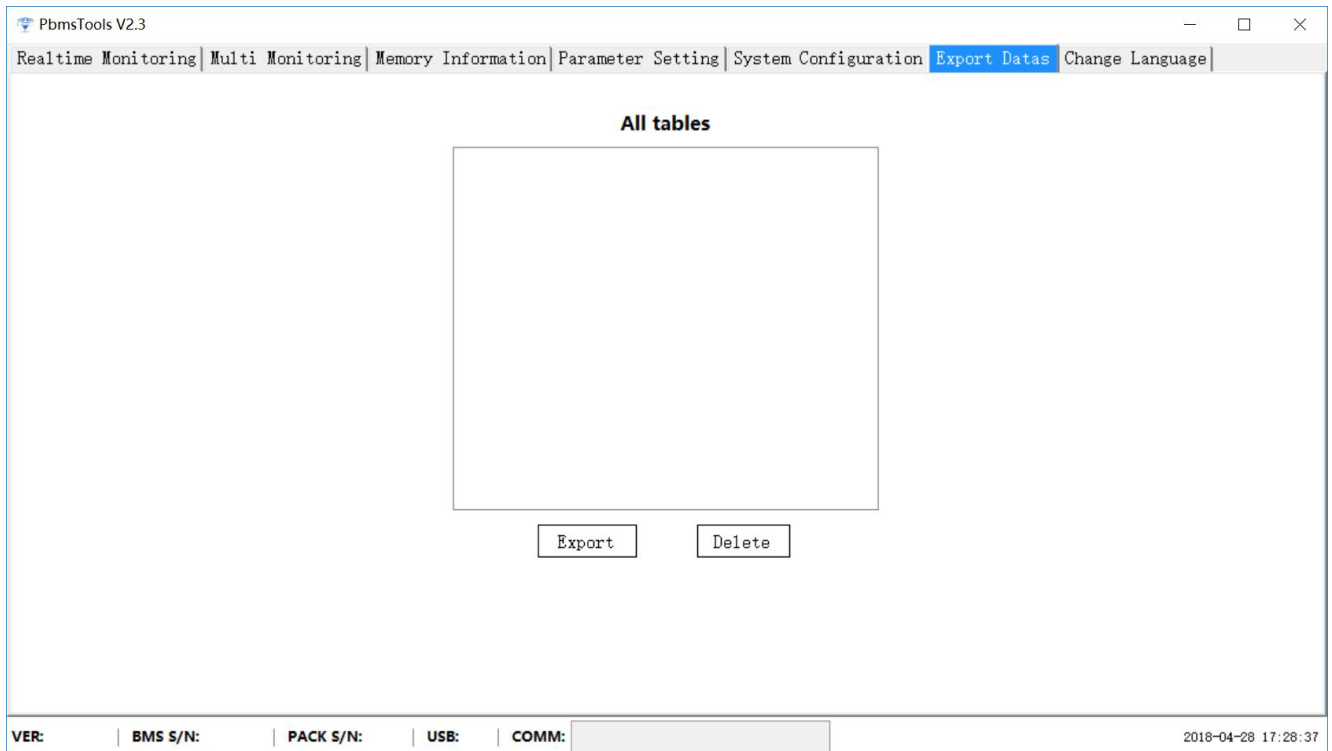 PbmsTools V2.3
Realtime Monitoring Multi Monitoring Memory Information Parameter Setting System Configuration Export Datas Change Language
All tables
Export Delete
VER: BMS S/N: PACK S/N: USB: COMM: 2018-04-28 17:28:37